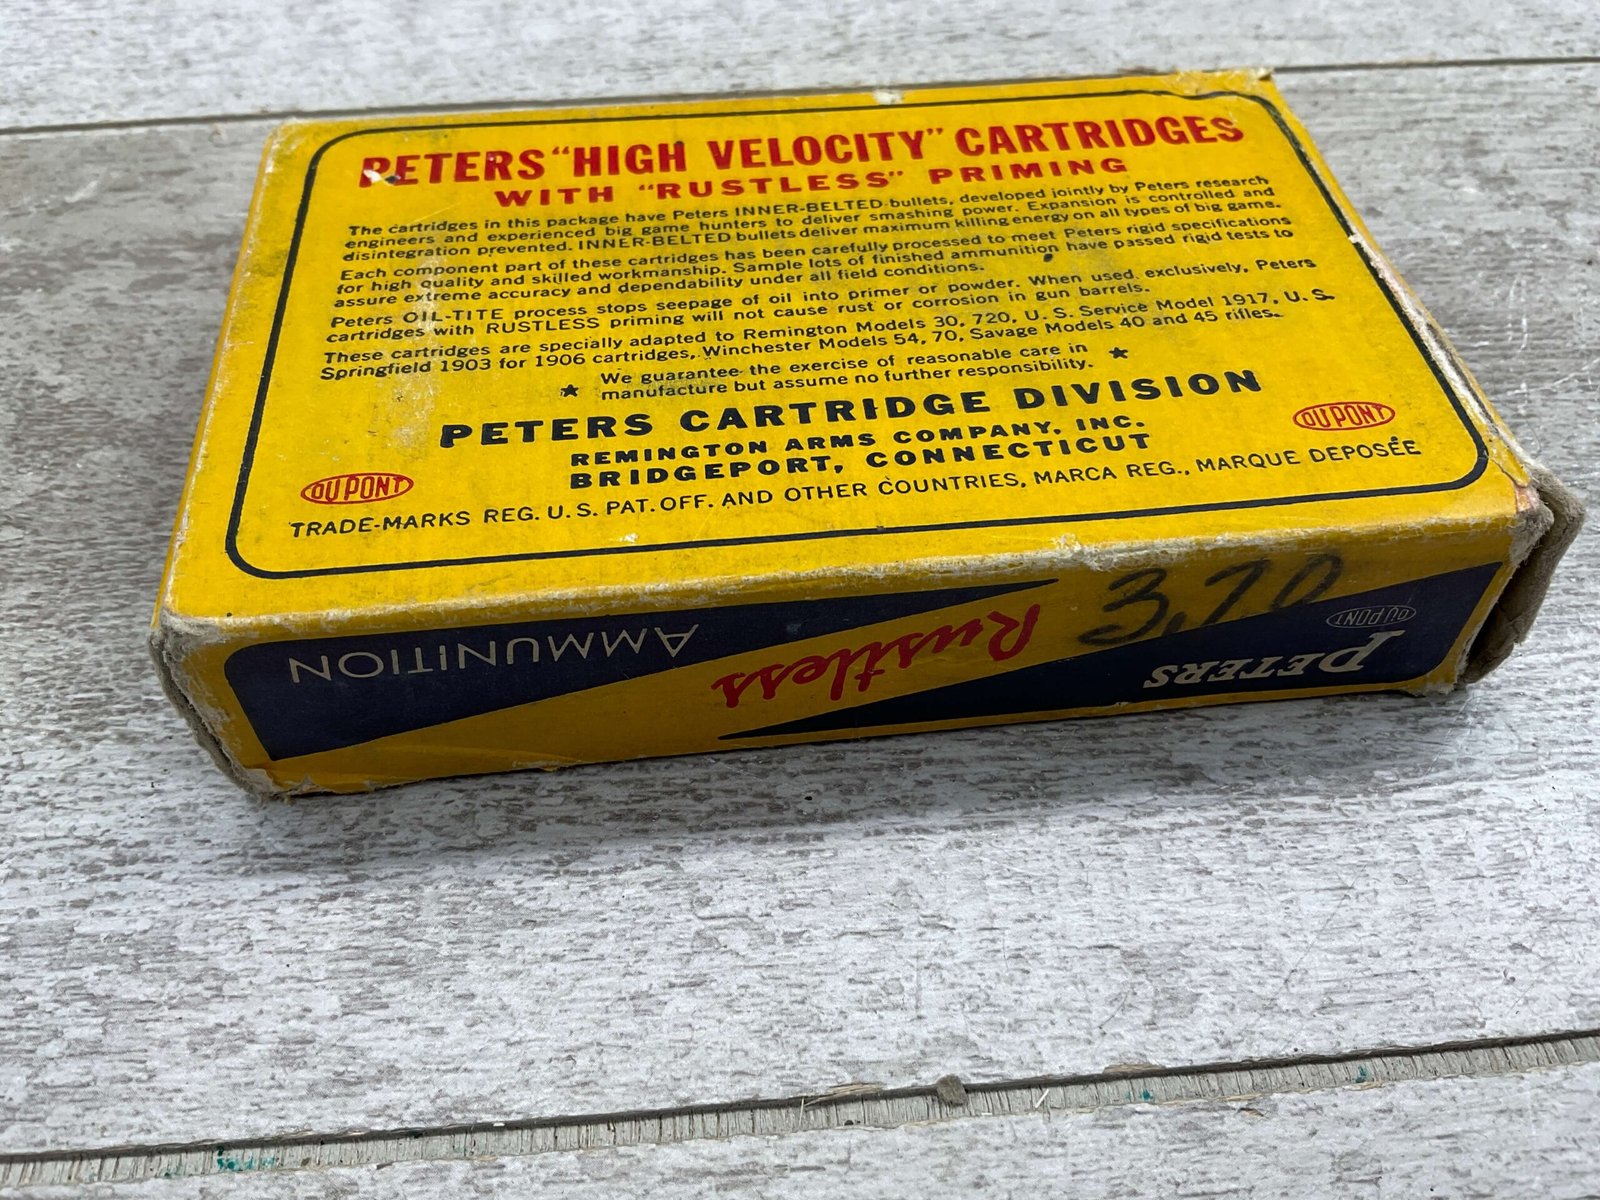 PETERS "HIGH VELOCITY" CARTRIDGES
WITH "RUSTLESS" PRIMING
The cartridges in this package have Peters INNER-BELTED bullets, developed jointly by Peters research
engineers and experienced big game hunters to deliver smashing power. Expansion is controlled and
disintegration prevented. INNER-BELTED bullets deliver maximum killing energy on all types of big game.
Each component part of these cartridges has been carefully processed to meet Peters rigid specifications
for high quality and skilled workmanship. Sample lots of finished ammunition have passed rigid tests to
assure extreme accuracy and dependability under all field conditions.
Peters OIL-TITE process stops seepage of oil into primer or powder. When used exclusively, Peters
cartridges with RUSTLESS priming will not cause rust or corrosion in gun barrels.
These cartridges are specially adapted to Remington Models 30, 720, U. S. Service Model 1917, U. S.
Springfield 1903 for 1906 cartridges, Winchester Models 54, 70, Savage Models 40 and 45 rifles.
★ We guarantee the exercise of reasonable care in ★
manufacture but assume no further responsibility.
PETERS CARTRIDGE DIVISION
REMINGTON ARMS COMPANY, INC.
BRIDGEPORT, CONNECTICUT
DU PONT
DU PONT
TRADE-MARKS REG. U. S. PAT. OFF. AND OTHER COUNTRIES, MARCA REG., MARQUE DEPOSÉE
3,70
DU PONT
PETERS
Rustless
AMMUNITION